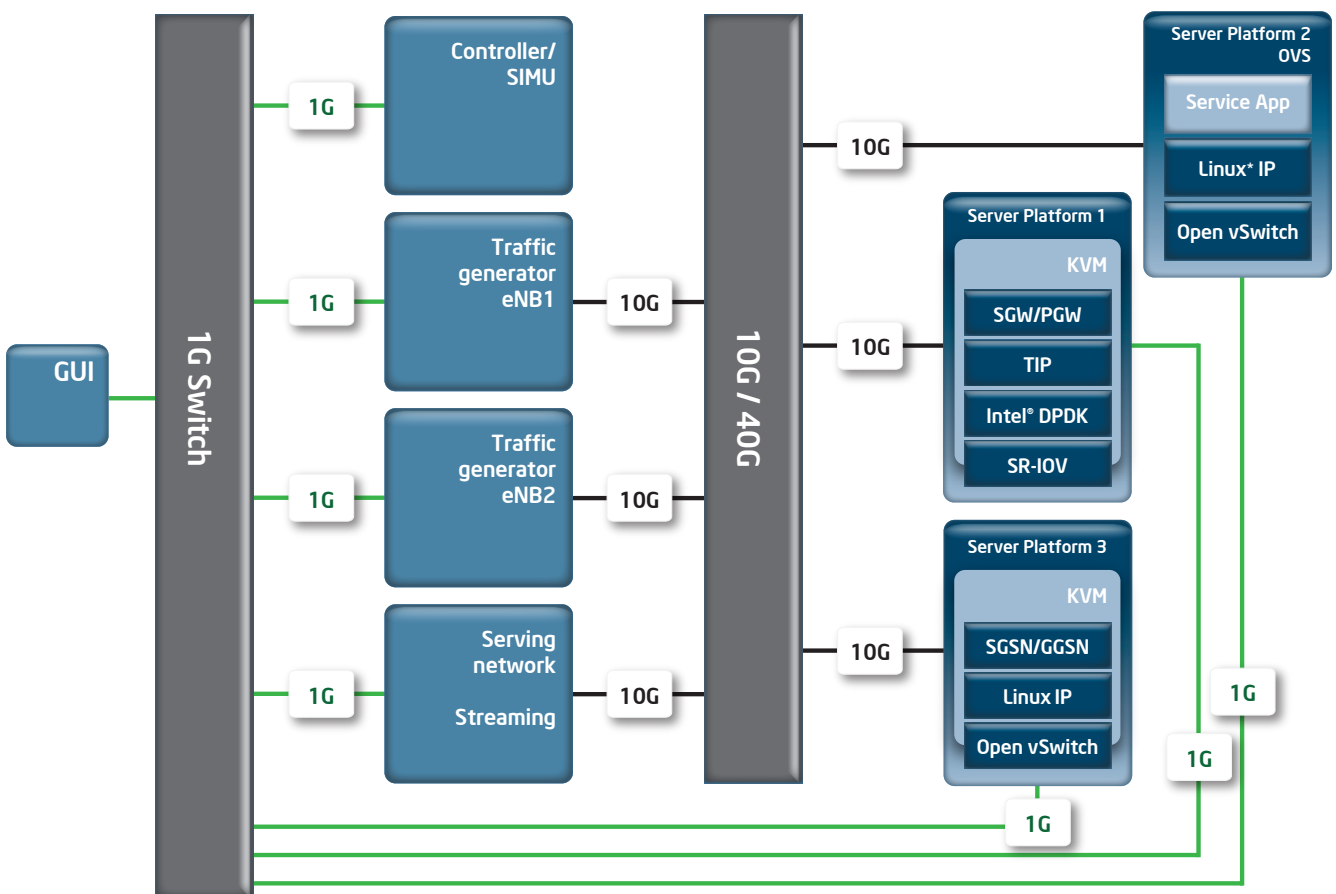 GUI
1G Switch
1G
Controller/
SIMU
1G
Traffic
generator
eNB1
10G
1G
Traffic
generator
eNB2
10G
1G
Serving
network
Streaming
10G
10G / 40G
10G
Server Platform 2
OVS
Service App
Linux* IP
Open vSwitch
10G
Server Platform 1
KVM
SGW/PGW
TIP
Intel® DPDK
SR-IOV
10G
Server Platform 3
KVM
SGSN/GGSN
Linux IP
Open vSwitch
1G
1G
1G